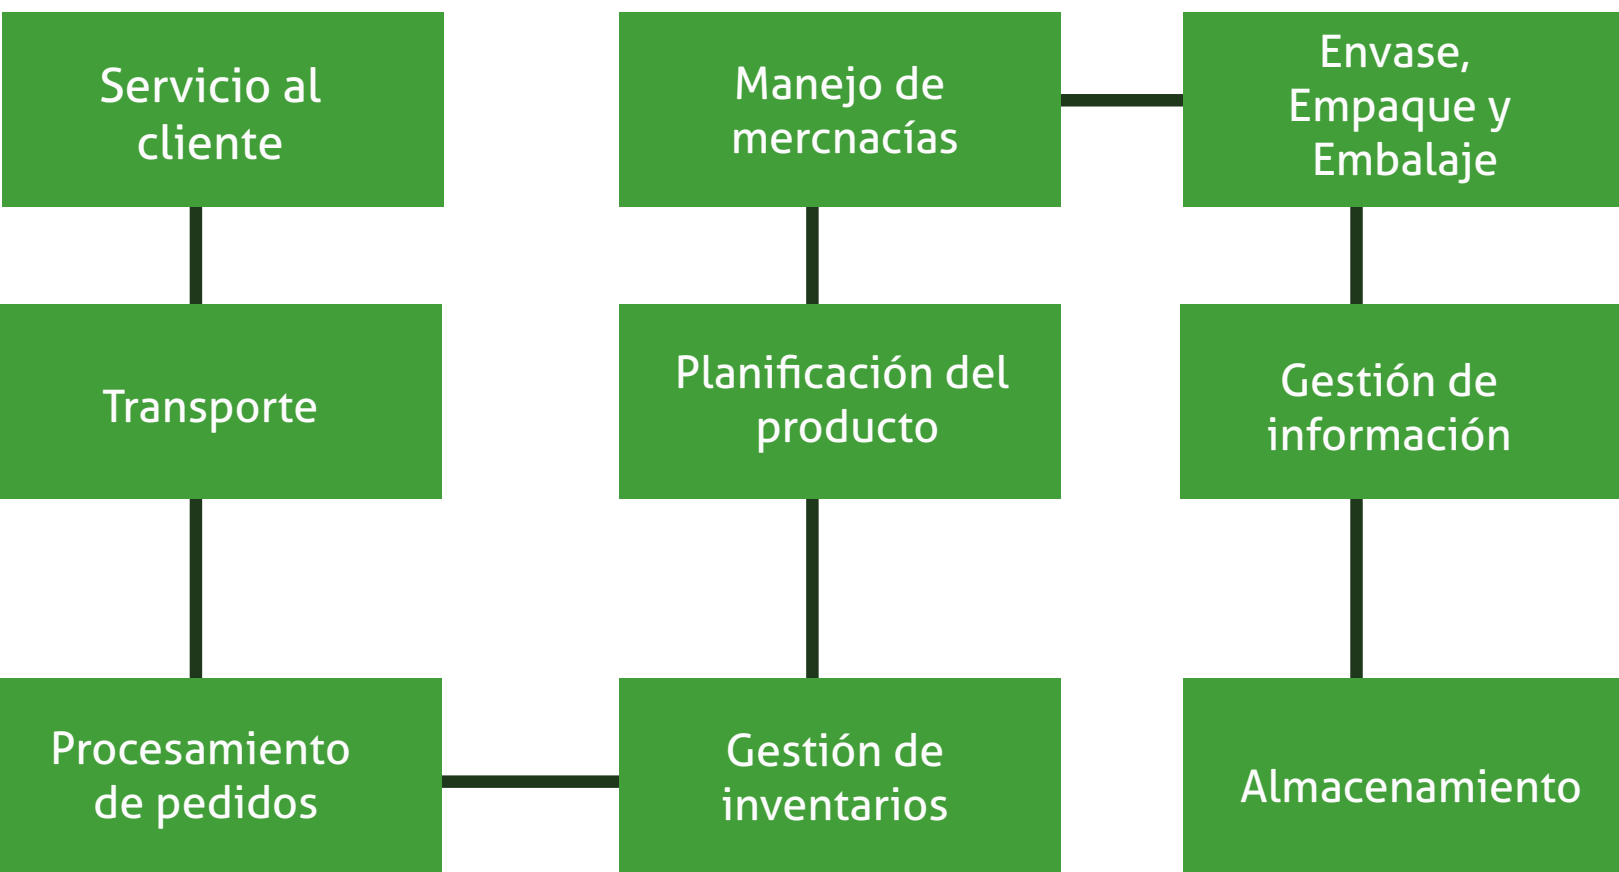 Servicio al
cliente
Transporte
Procesamiento
de pedidos
Gestión de
inventarios
Planificación del
producto
Manejo de
mercnacías
Envase,
Empaque y
Embalaje
Gestión de
información
Almacenamiento